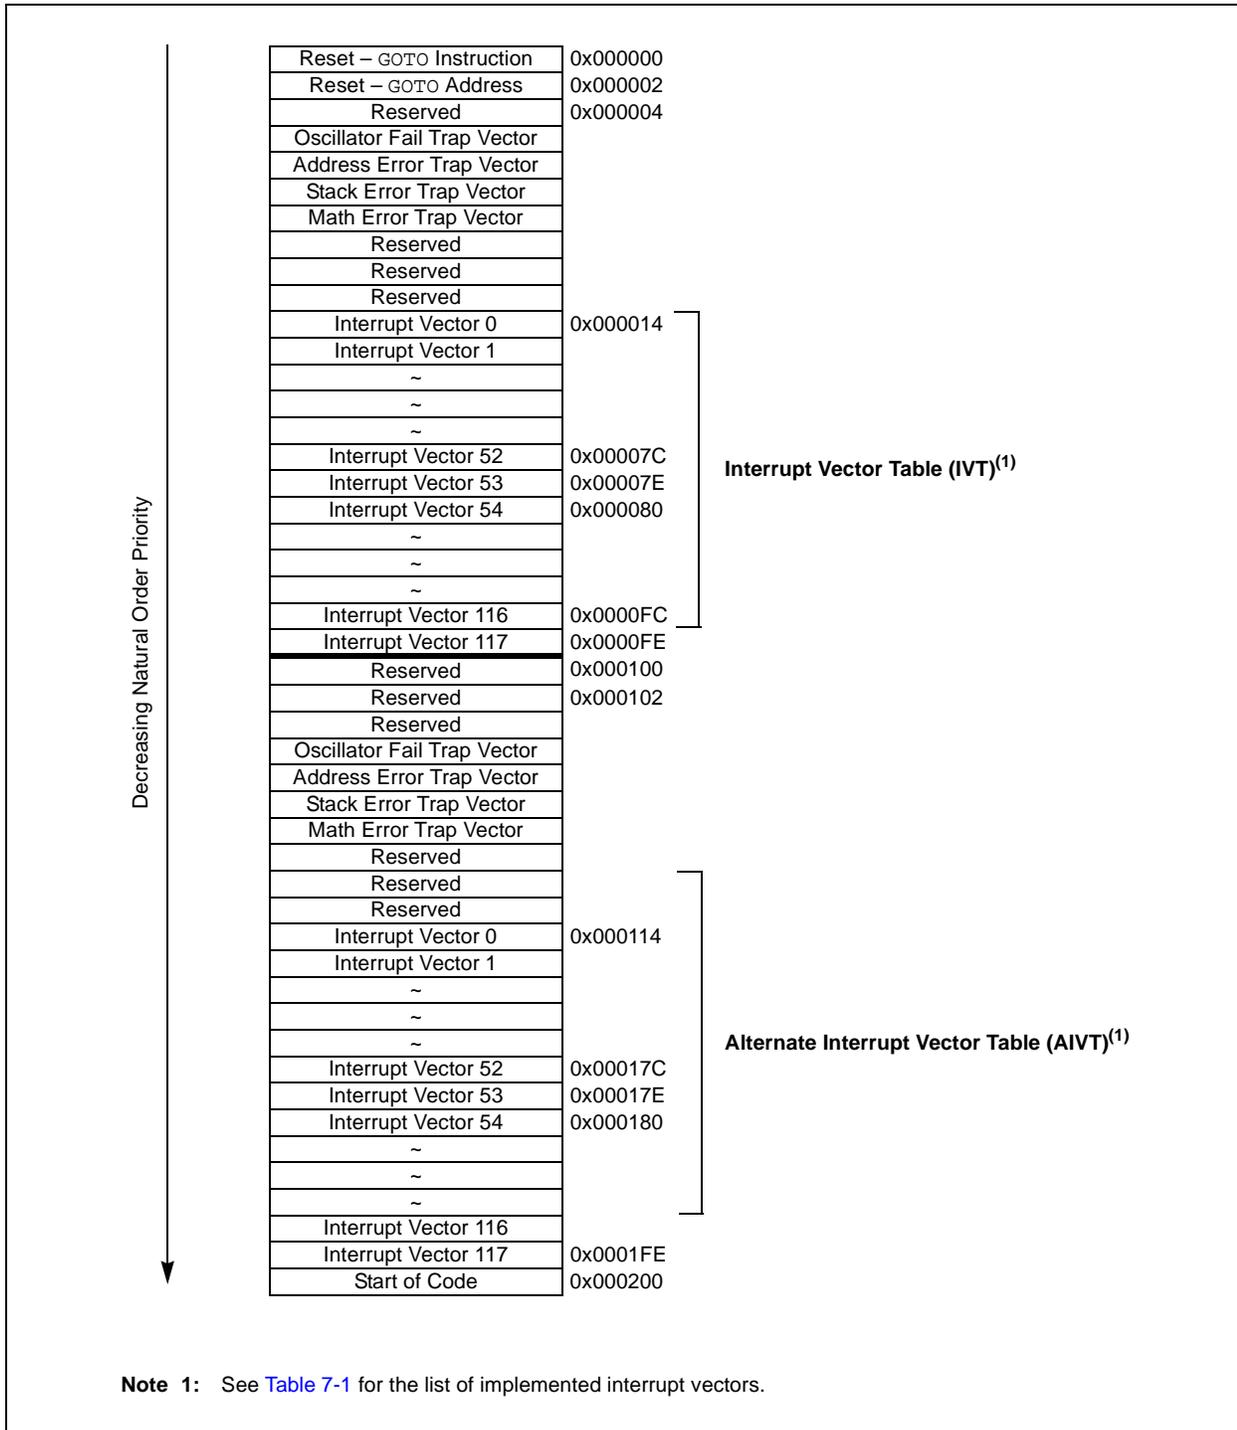 Reset – GOTO Instruction 0x000000
Reset – GOTO Address 0x000002
Reserved 0x000004
Oscillator Fail Trap Vector
Address Error Trap Vector
Stack Error Trap Vector
Math Error Trap Vector
Reserved
Reserved
Reserved
Interrupt Vector 0 0x000014
Interrupt Vector 1
~
~
~
Interrupt Vector 52 0x00007C
Interrupt Vector Table (IVT)(1)
Interrupt Vector 53 0x00007E
Interrupt Vector 54 0x000080
~
~
~
Interrupt Vector 116 0x0000FC
Interrupt Vector 117 0x0000FE
Decreasing Natural Order Priority
Reserved 0x000100
Reserved 0x000102
Reserved
Oscillator Fail Trap Vector
Address Error Trap Vector
Stack Error Trap Vector
Math Error Trap Vector
Reserved
Reserved
Reserved
Interrupt Vector 0 0x000114
Interrupt Vector 1
~
~
~
Alternate Interrupt Vector Table (AIVT)(1)
Interrupt Vector 52 0x00017C
Interrupt Vector 53 0x00017E
Interrupt Vector 54 0x000180
~
~
~
Interrupt Vector 116
Interrupt Vector 117 0x0001FE
Start of Code 0x000200
Note 1: See Table 7-1 for the list of implemented interrupt vectors.